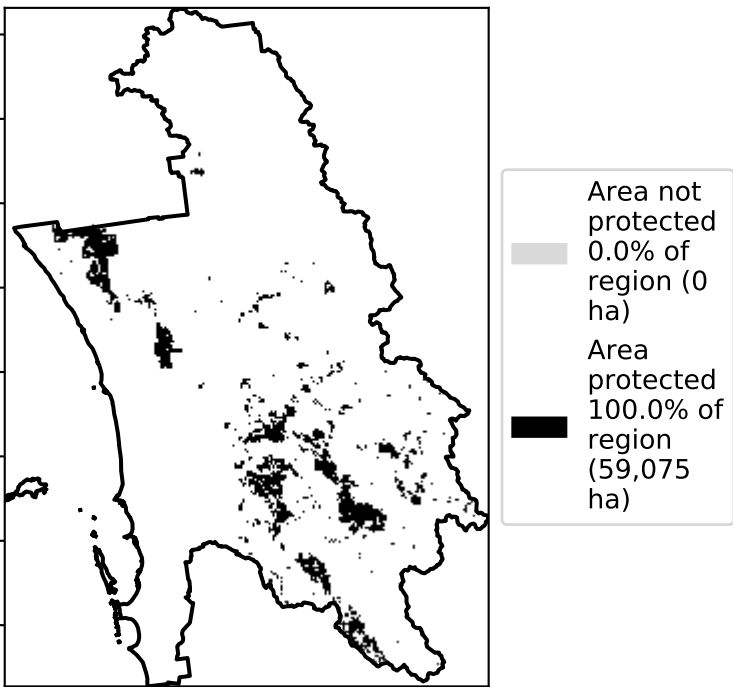 Area not
protected
0.0% of
region (0
ha)
Area
protected
100.0% of
region
(59,075
ha)